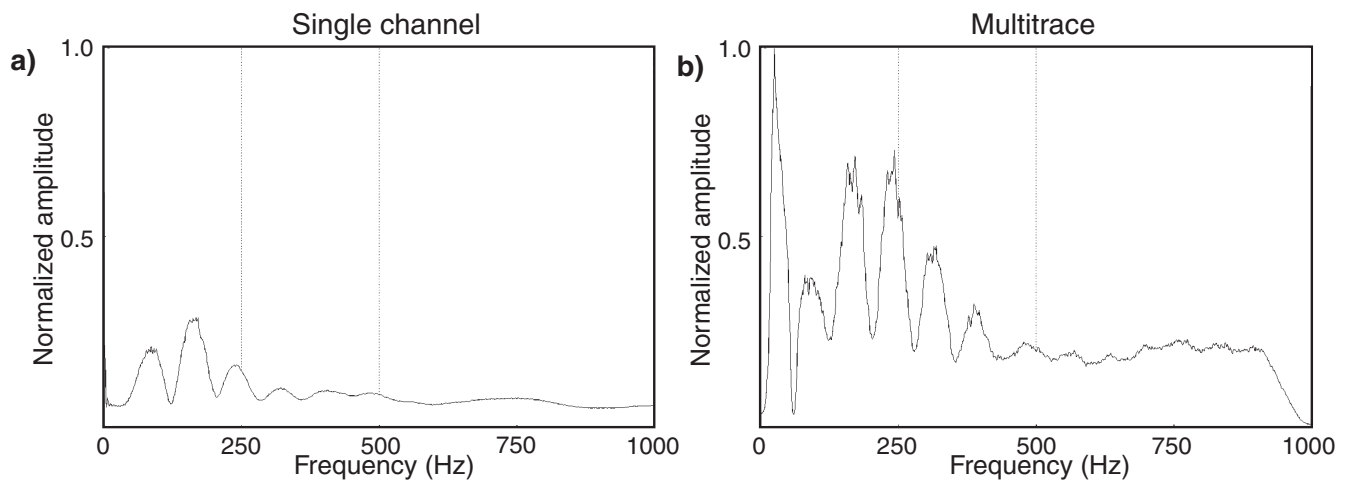 Single channel
a)
1.0
0.5
Normalized amplitude
0 250 500 750 1000
Frequency (Hz)
Multitrace
b)
1.0
0.5
Normalized amplitude
0 250 500 750 1000
Frequency (Hz)